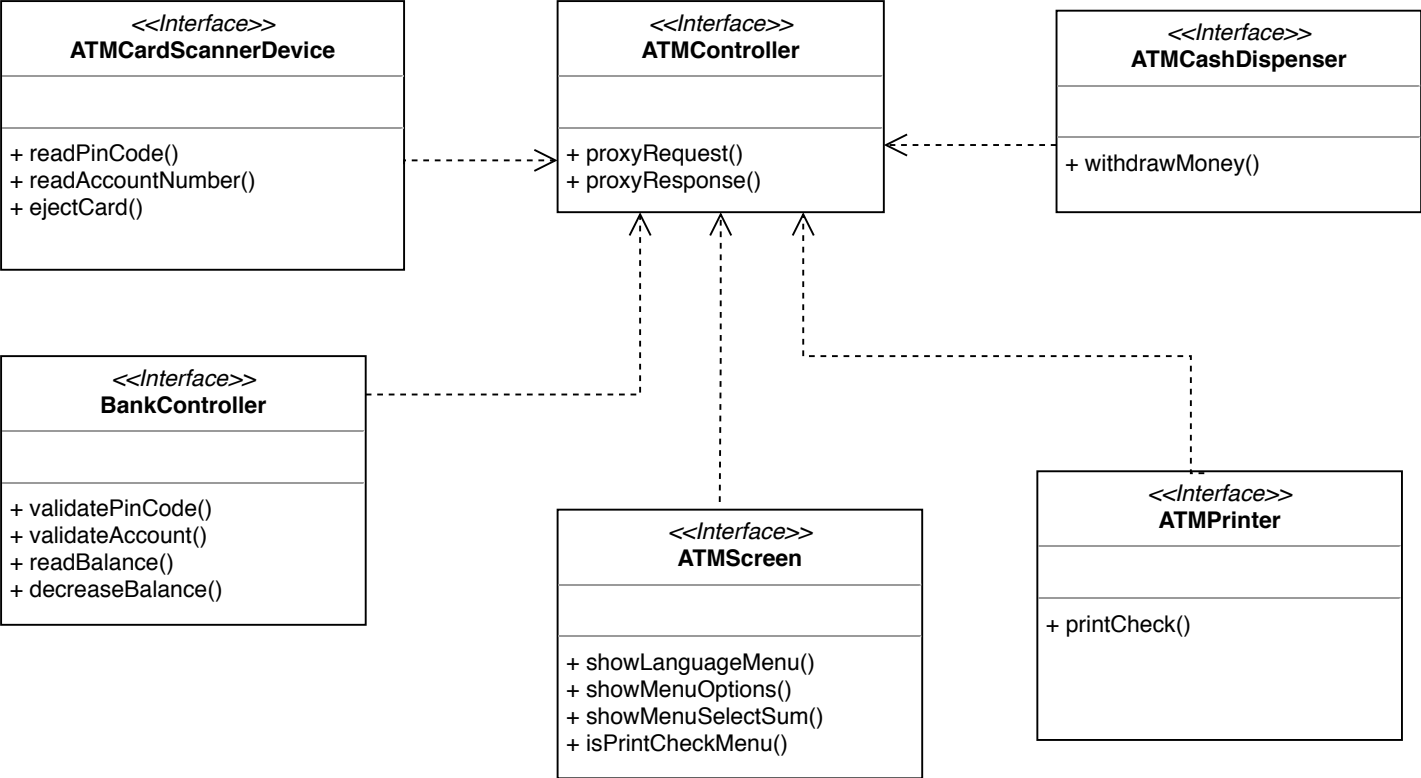 <<Interface>>
ATMCardScannerDevice
+ readPinCode()
+ readAccountNumber()
+ ejectCard()
<<Interface>>
ATMController
+ proxyRequest()
+ proxyResponse()
<<Interface>>
ATMCashDispenser
+ withdrawMoney()
<<Interface>>
BankController
+ validatePinCode()
+ validateAccount()
+ readBalance()
+ decreaseBalance()
<<Interface>>
ATMScreen
+ showLanguageMenu()
+ showMenuOptions()
+ showMenuSelectSum()
+ isPrintCheckMenu()
<<Interface>>
ATMPrinter
+ printCheck()